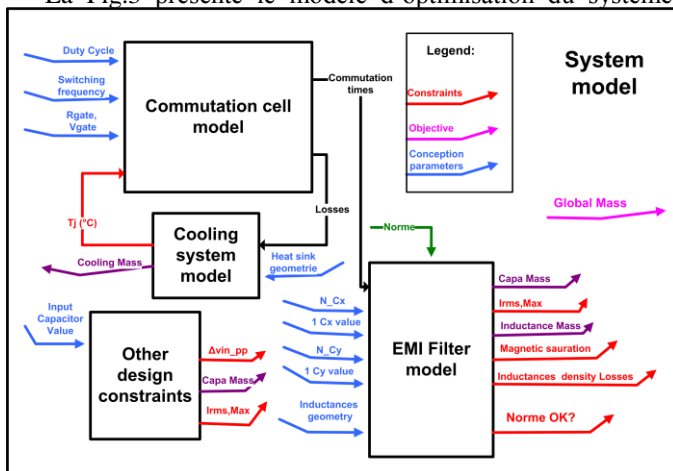 La Fig.3 présente le modèle d'optimisation du système
Duty Cycle
Switching
frequency
Rgate,
Vgate
Commutation cell
model
Commutation
times
Legend:
Constraints
Objective
Conception
parameters
System
model
Global Mass
Tj (°C)
Losses
Cooling
system
model
Cooling Mass
Heat sink
geometrie
Norme
Input
Capacitor
Value
Other
design
constraints
Δvin_pp
Capa Mass
Irms,Max
N_Cx
1 Cx value
N_Cy
1 Cy value
Inductances
geometry
EMI Filter
model
Capa Mass
Irms,Max
Inductance Mass
Magnetic sauration
Inductances density Losses
Norme OK?